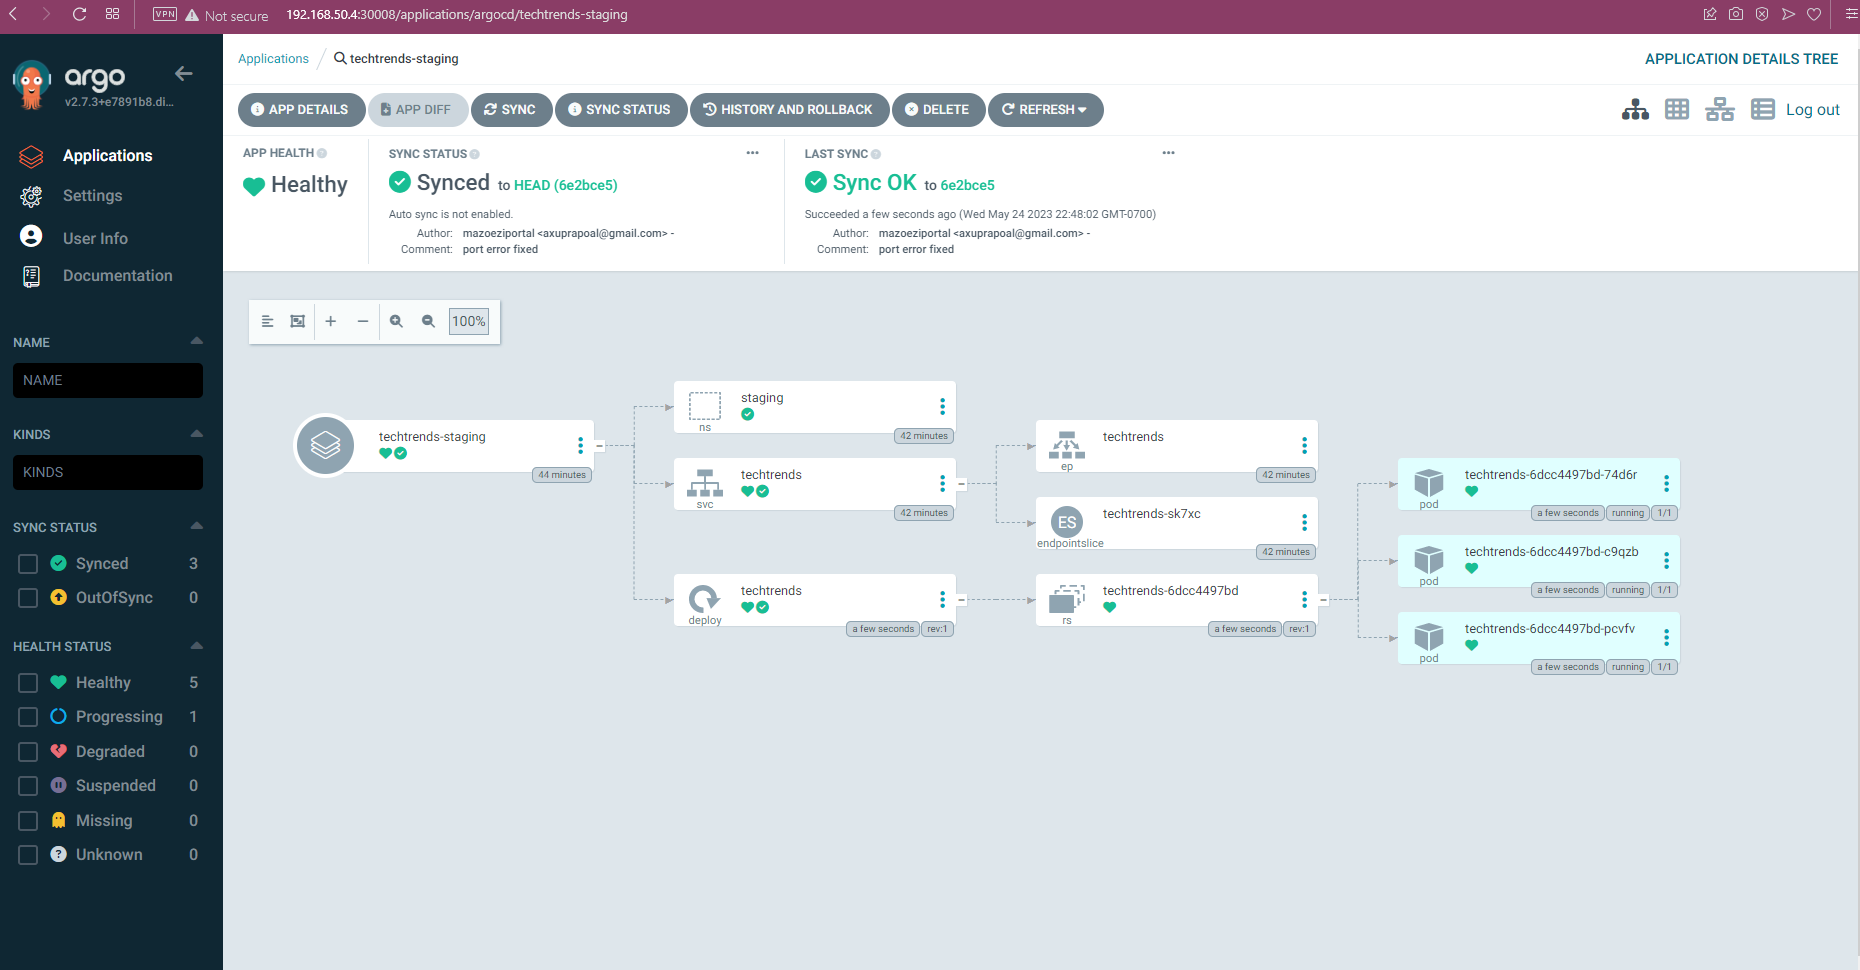 VPN Not secure 192.168.50.4:30008/applications/argocd/techtrends-staging
argo
v2.7.3+e7891b8.di...
Applications
Settings
User Info
Documentation
NAME
NAME
KINDS
KINDS
SYNC STATUS
Synced 3
OutOfSync 0
HEALTH STATUS
Healthy 5
Progressing 1
Degraded 0
Suspended 0
Missing 0
? Unknown 0
Applications / techtrends-staging
APPLICATION DETAILS TREE
APP DETAILS APP DIFF SYNC SYNC STATUS HISTORY AND ROLLBACK DELETE REFRESH
Log out
APP HEALTH
Healthy
SYNC STATUS
Synced to HEAD (6e2bce5)
Auto sync is not enabled.
Author: mazoeziportal <axuprapoal@gmail.com> -
Comment: port error fixed
LAST SYNC
Sync OK to 6e2bce5
Succeeded a few seconds ago (Wed May 24 2023 22:48:02 GMT-0700)
Author: mazoeziportal <axuprapoal@gmail.com> -
Comment: port error fixed
100%
techtrends-staging
44 minutes
staging
ns
42 minutes
techtrends
svc
42 minutes
techtrends
deploy
a few seconds rev:1
techtrends
ep
42 minutes
ES
techtrends-sk7xc
endpointslice
42 minutes
techtrends-6dcc4497bd
rs
a few seconds rev:1
techtrends-6dcc4497bd-74d6r
pod
a few seconds running 1/1
techtrends-6dcc4497bd-c9qzb
pod
a few seconds running 1/1
techtrends-6dcc4497bd-pcvfv
pod
a few seconds running 1/1